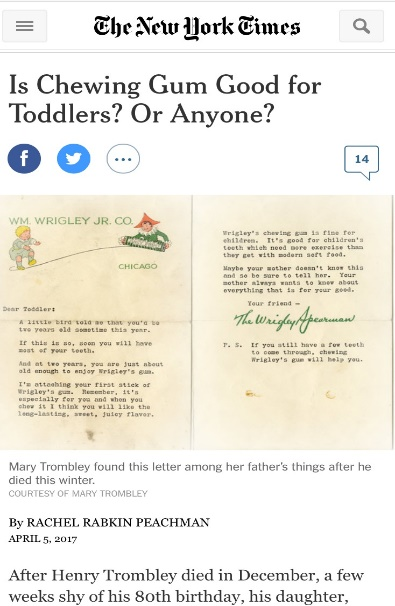 The New York Times
Is Chewing Gum Good for
Toddlers? Or Anyone?
14
WM. WRIGLEY JR. CO.
CHICAGO
Dear Toddler:
A little bird told me that you'd be
two years old sometime this year.
If this is so, soon you will have
most of your teeth.
And at two years, you are just about
old enough to enjoy Wrigley's gum.
I'm attaching your first stick of
Wrigley's gum. Remember, it's
especially for you and when you
chew it I think you will like the
long-lasting, sweet, juicy flavor.
Wrigley's chewing gum is fine for
children. It's good for children's
teeth which need more exercise than
they get with modern soft food.
Maybe your mother doesn't know this
and so be sure to tell her. Your
mother always wants to know about
everything that is for your good.
Your friend —
The Wrigley Spearman
P. S. If you still have a few teeth
to come through, chewing
Wrigley's gum will help you.
Mary Trombley found this letter among her father's things after he
died this winter.
COURTESY OF MARY TROMBLEY
By RACHEL RABKIN PEACHMAN
APRIL 5, 2017
After Henry Trombley died in December, a few
weeks shy of his 80th birthday, his daughter,